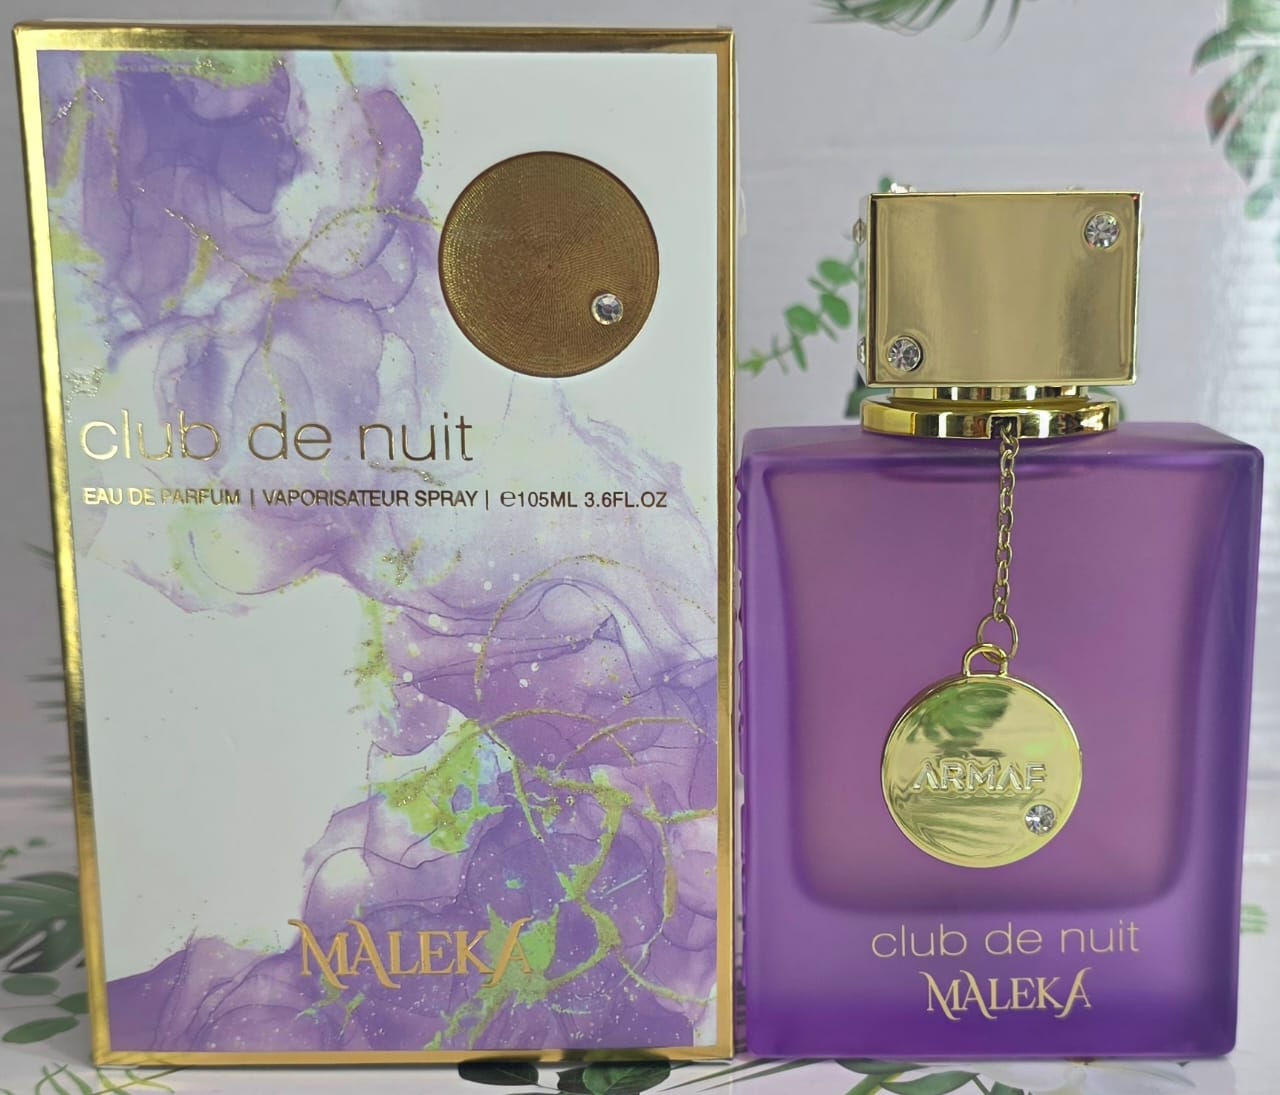 club de nuit
EAU DE PARFUM | VAPORISATEUR SPRAY | ℮105ML 3.6FL.OZ
MALEKA
ARMAF
club de nuit
MALEKA